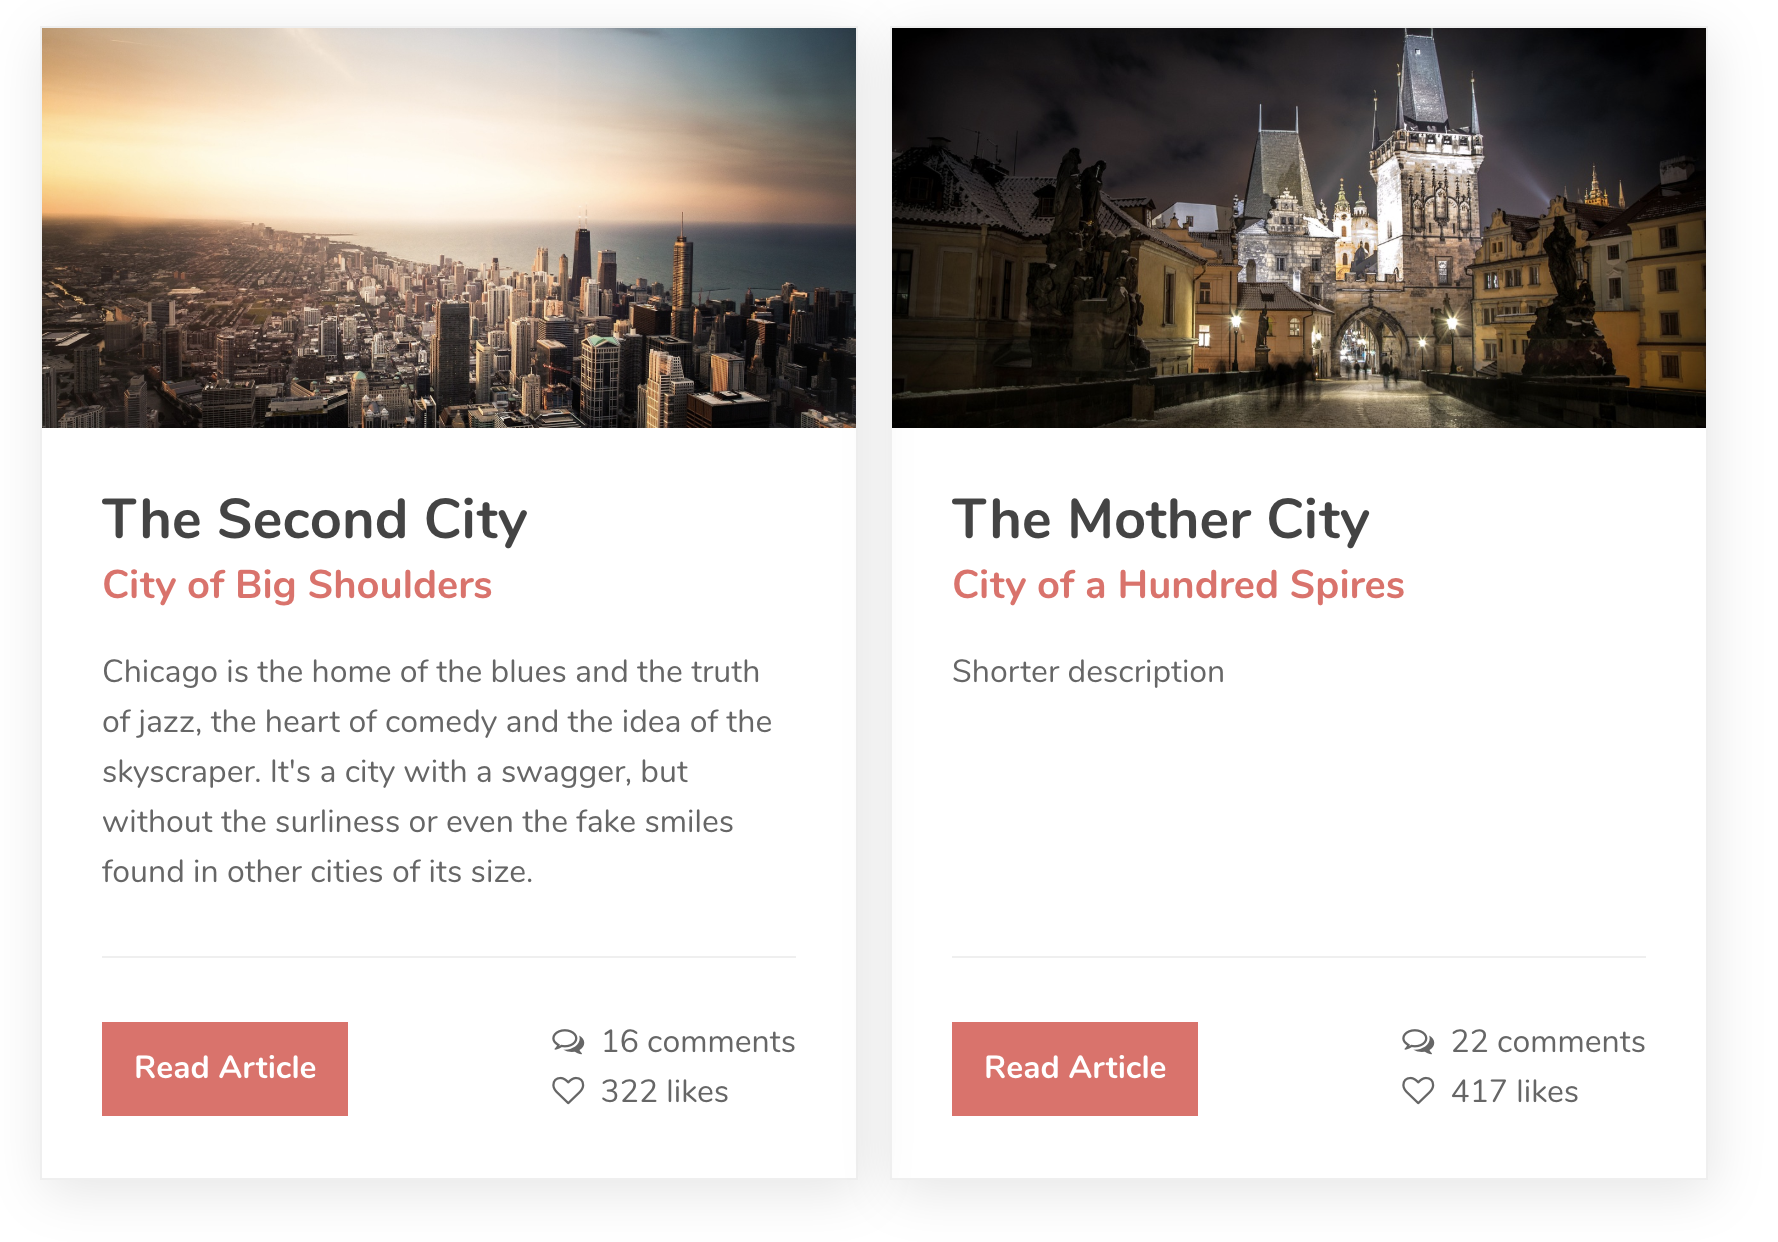 The Second City
City of Big Shoulders
Chicago is the home of the blues and the truth
of jazz, the heart of comedy and the idea of the
skyscraper. It's a city with a swagger, but
without the surliness or even the fake smiles
found in other cities of its size.
Read Article
16 comments
322 likes
The Mother City
City of a Hundred Spires
Shorter description
Read Article
22 comments
417 likes